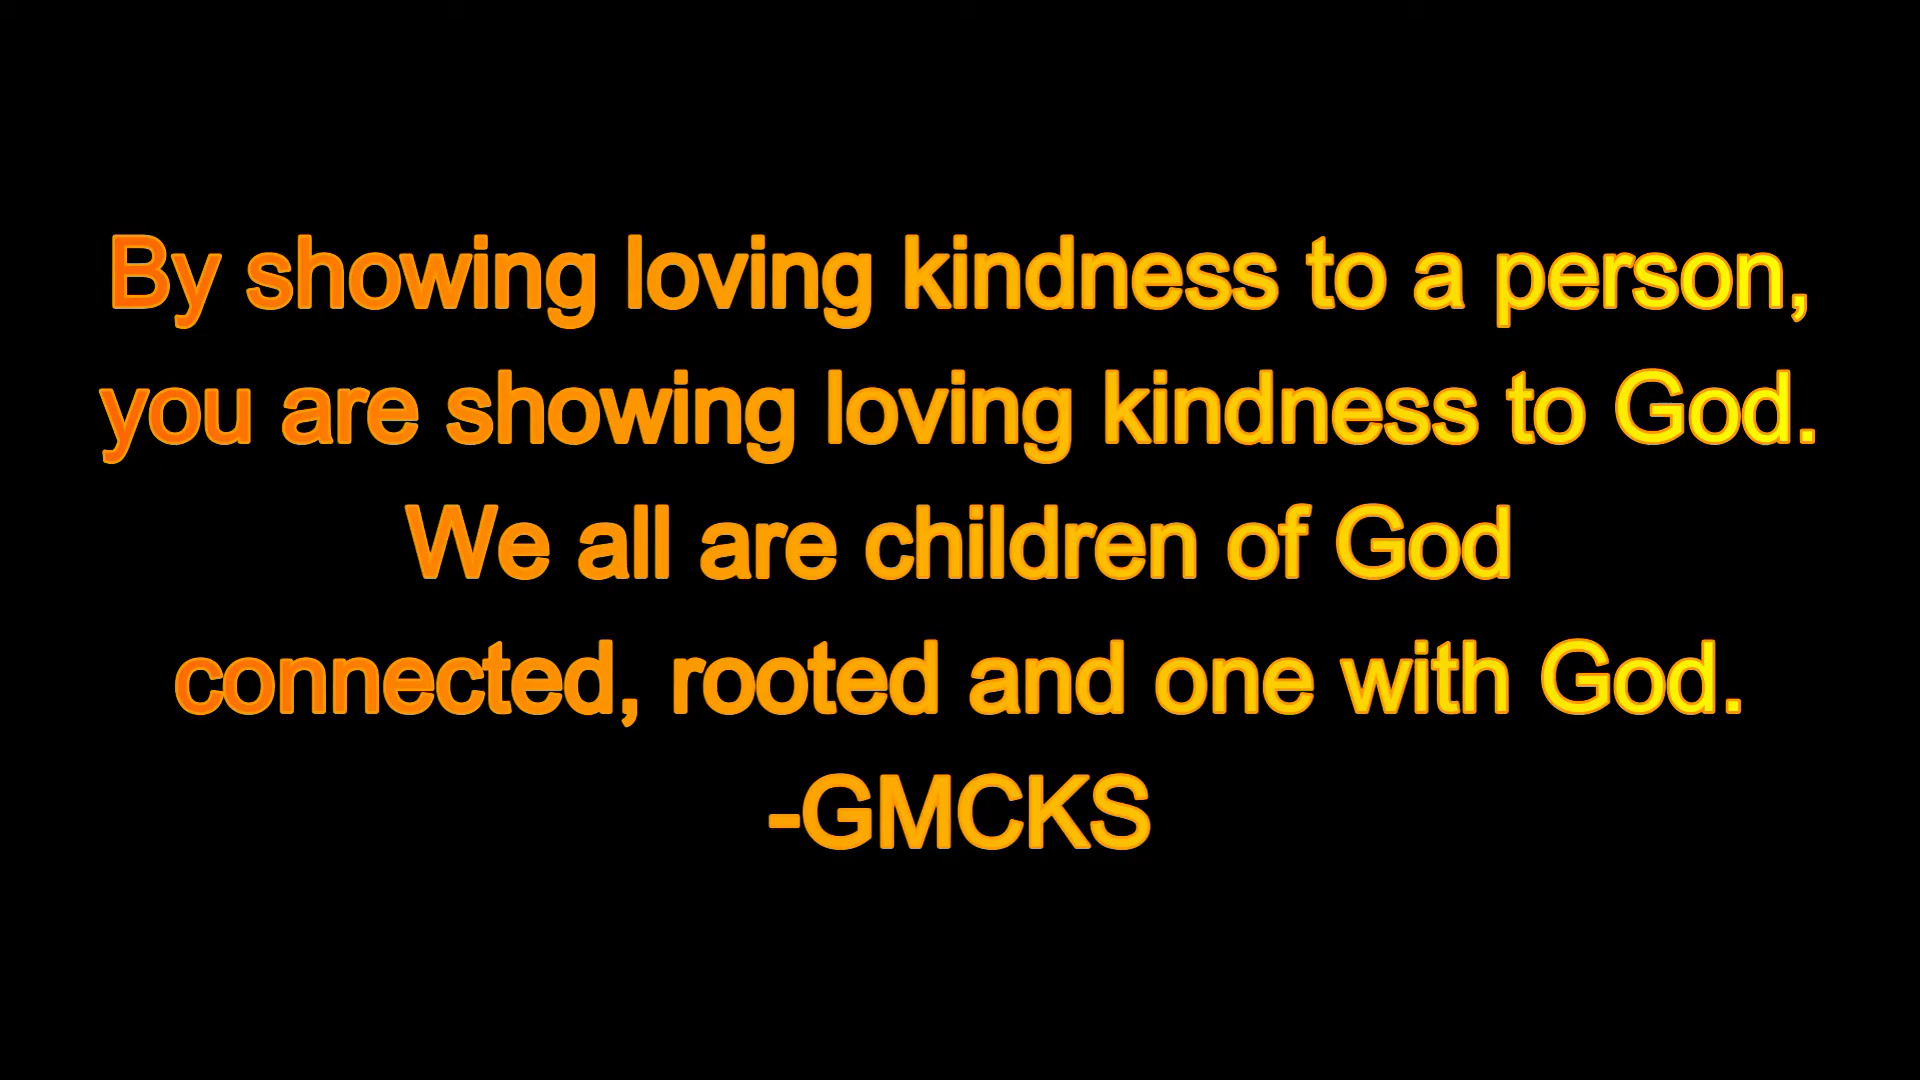 By showing loving kindness to a person,
you are showing loving kindness to God.
We all are children of God
connected, rooted and one with God.
-GMCKS